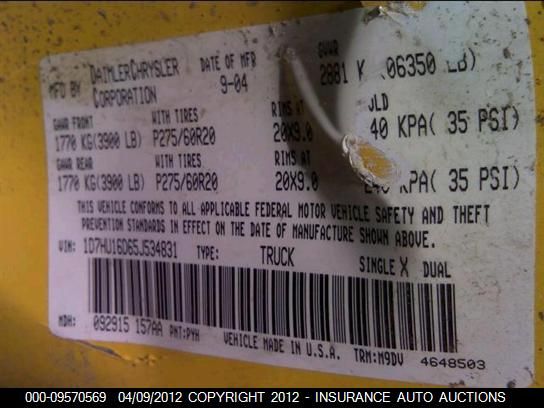 MFD BY DAIMLERCHRYSLER CORPORATION
DATE OF MFR 9-04
GVWR 2881 K 06350 LB)
GAWR FRONT WITH TIRES RIMS AT OLD
1770 KG(3900 LB) P275/60R20 20X9.0 40 KPA( 35 PSI)
GAWR REAR WITH TIRES RIMS AT
1770 KG(3900 LB) P275/60R20 20X9.0 240 KPA( 35 PSI)
THIS VEHICLE CONFORMS TO ALL APPLICABLE FEDERAL MOTOR VEHICLE SAFETY AND THEFT
PREVENTION STANDARDS IN EFFECT ON THE DATE OF MANUFACTURE SHOWN ABOVE.
VIN: 1D7HU16D65J534831 TYPE: TRUCK SINGLE X DUAL
MDH: 092915 157AA PNT:PYH VEHICLE MADE IN U.S.A. TRM:M9DV 4648503
000-09570569 04/09/2012 COPYRIGHT 2012 - INSURANCE AUTO AUCTIONS